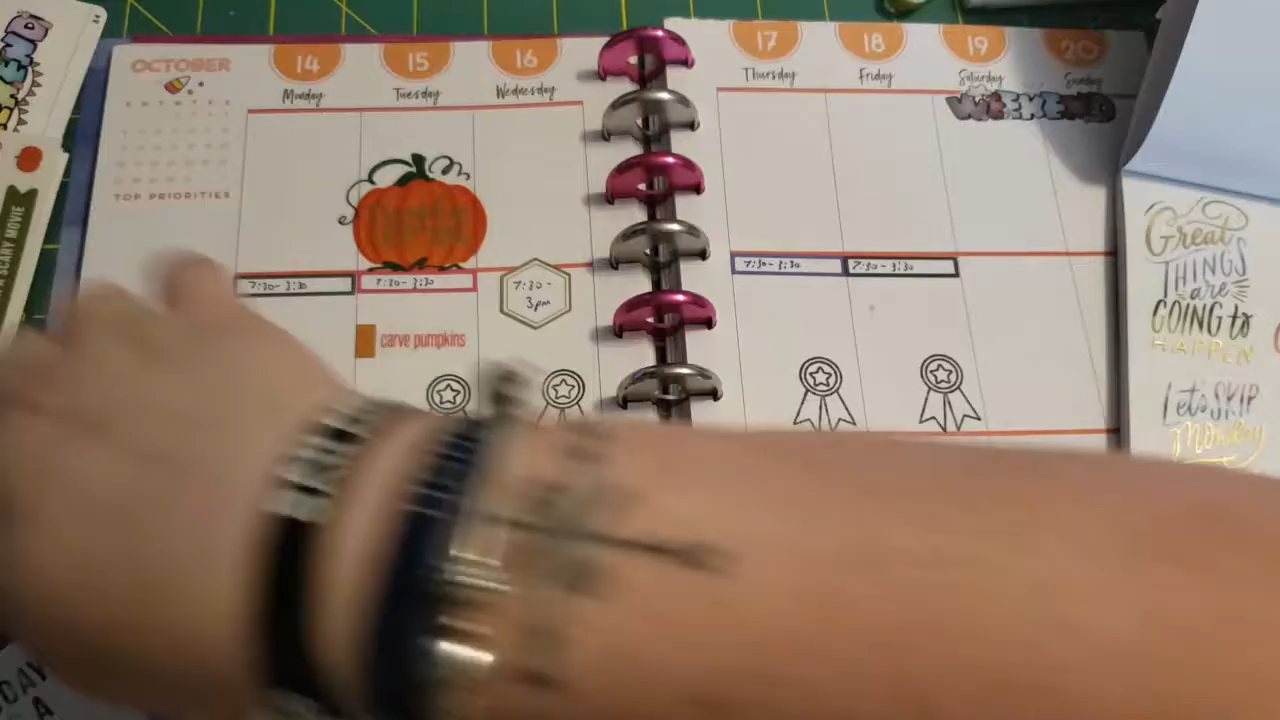 END
OCTOBER
14
15
16
17
18
19
20
Monday
Tuesday
Wednesday
Thursday
Friday
Saturday
Sunday
WEEKEND
TOP PRIORITIES
A SCARY MOVIE
7:30-3:30
7:30-3:30
7:30-
3pm
7:30-3:30
7:30-3:30
carve pumpkins
Great
THINGS
are
GOING to
HAPPEN
Let's SKIP
Monday
A